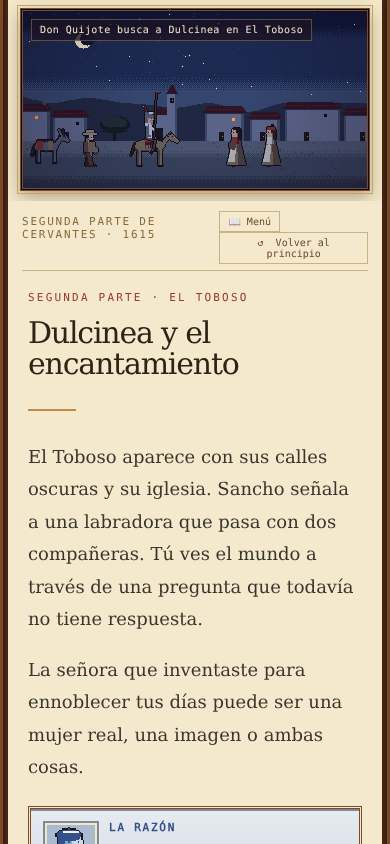 Don Quijote busca a Dulcinea en El Toboso
SEGUNDA PARTE DE
CERVANTES · 1615
📖 Menú
↺ Volver al
principio
SEGUNDA PARTE · EL TOBOSO
Dulcinea y el
encantamiento
El Toboso aparece con sus calles
oscuras y su iglesia. Sancho señala
a una labradora que pasa con dos
compañeras. Tú ves el mundo a
través de una pregunta que todavía
no tiene respuesta.
La señora que inventaste para
ennoblecer tus días puede ser una
mujer real, una imagen o ambas
cosas.
LA RAZÓN